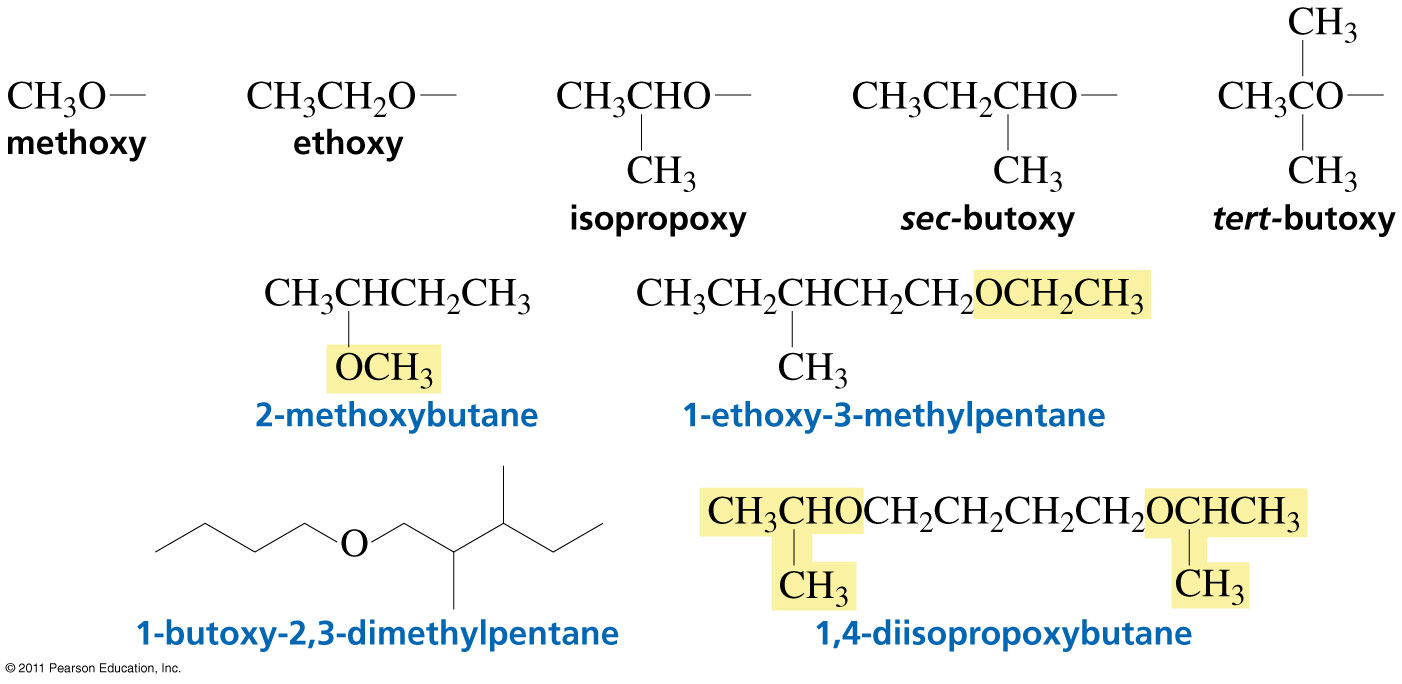 CH3
CH3O— CH3CH2O— CH3CHO— CH3CH2CHO— CH3CO—
methoxy ethoxy
CH3 CH3 CH3
isopropoxy sec-butoxy tert-butoxy
CH3CHCH2CH3 CH3CH2CHCH2CH2OCH2CH3
OCH3 CH3
2-methoxybutane 1-ethoxy-3-methylpentane
O CH3CHOCH2CH2CH2CH2OCHCH3
CH3 CH3
1-butoxy-2,3-dimethylpentane 1,4-diisopropoxybutane
© 2011 Pearson Education, Inc.